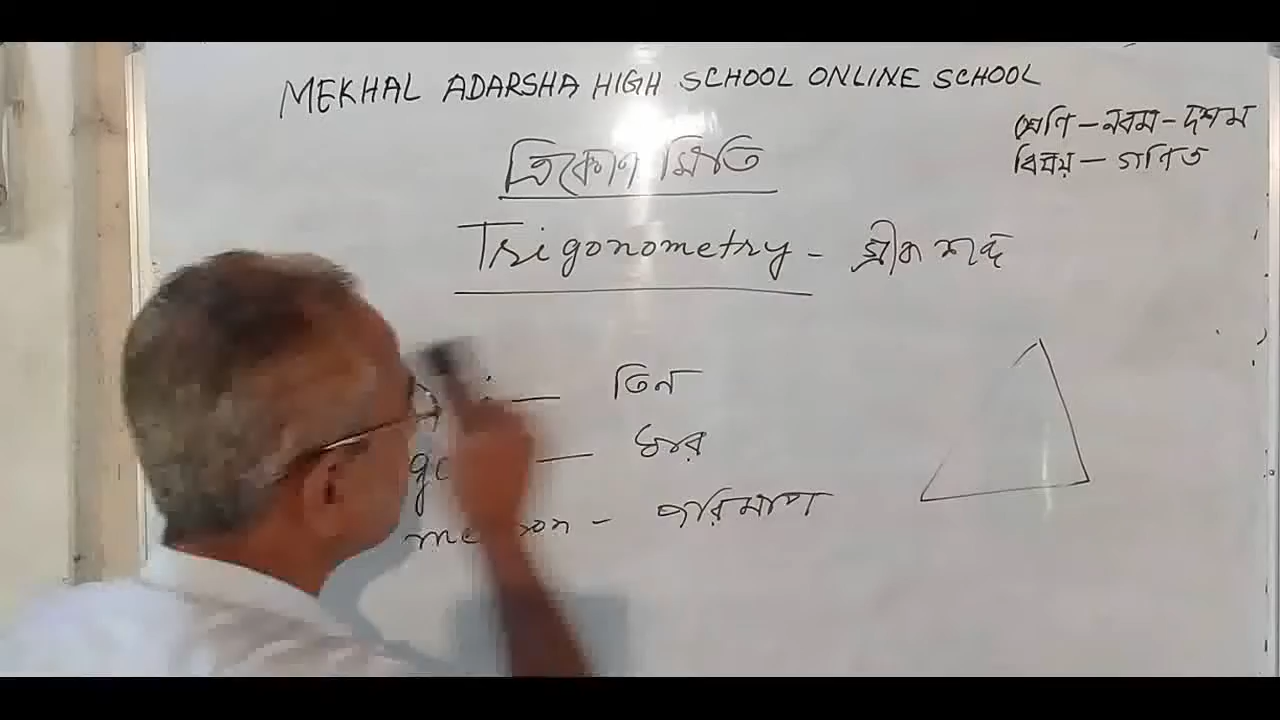 MEKHAL ADARSHA HIGH SCHOOL ONLINE SCHOOL
শ্রেণি - নবম - দশম
বিষয় - গণিত
ত্রিকোণমিতি
Trigonometry - গ্রীক শব্দ
— তিন
— ধার
- পরিমাপ